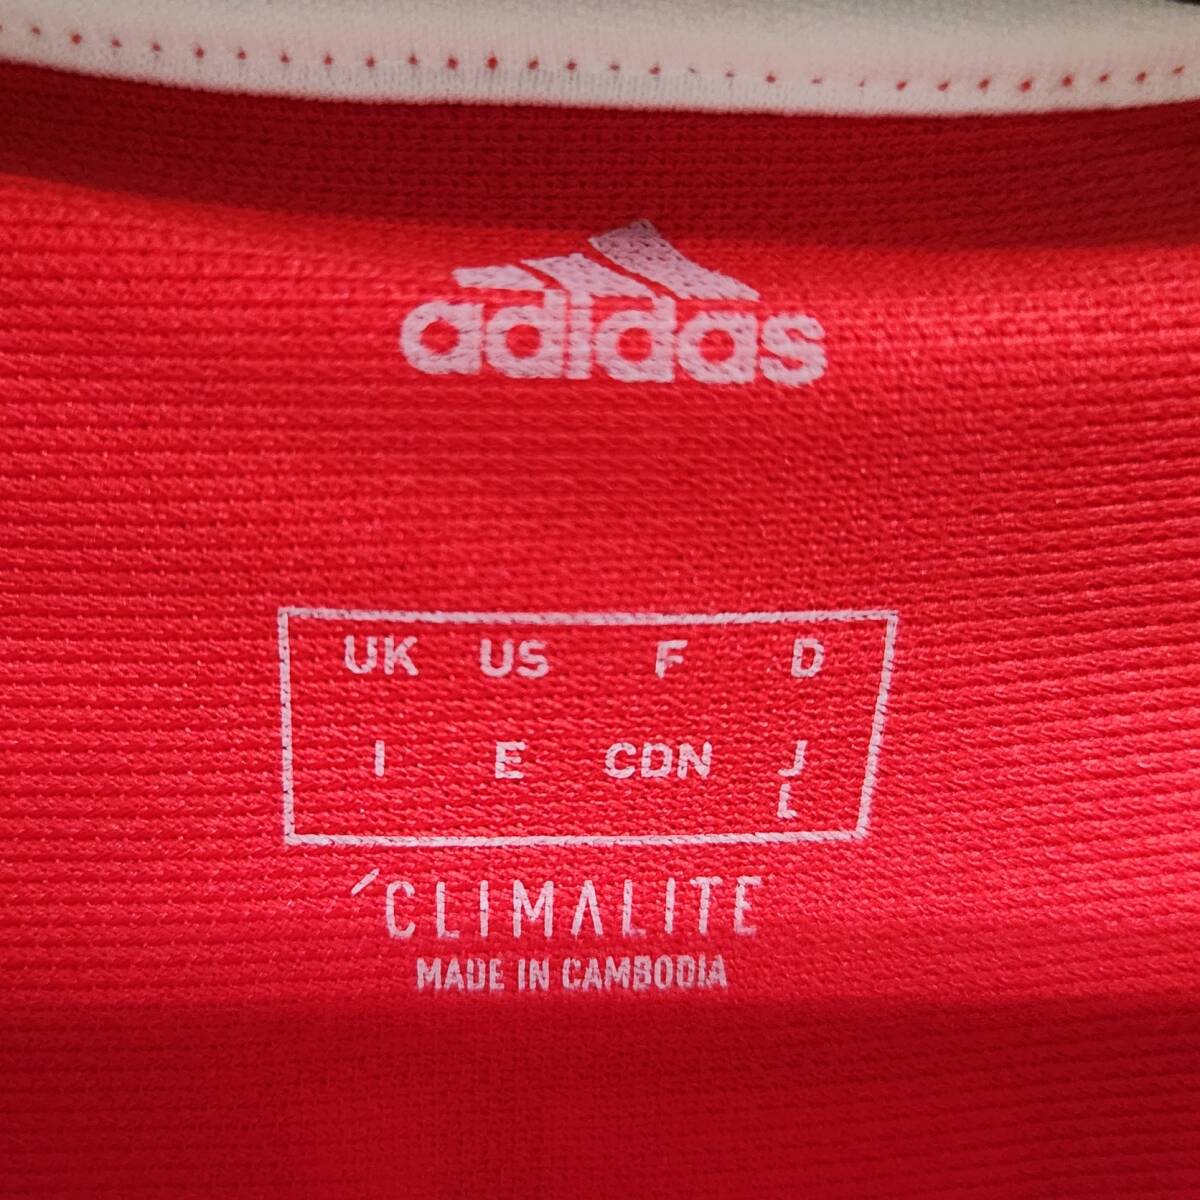 adidas
UK US F D
I E CDN J
L
CLIMALITE
MADE IN CAMBODIA